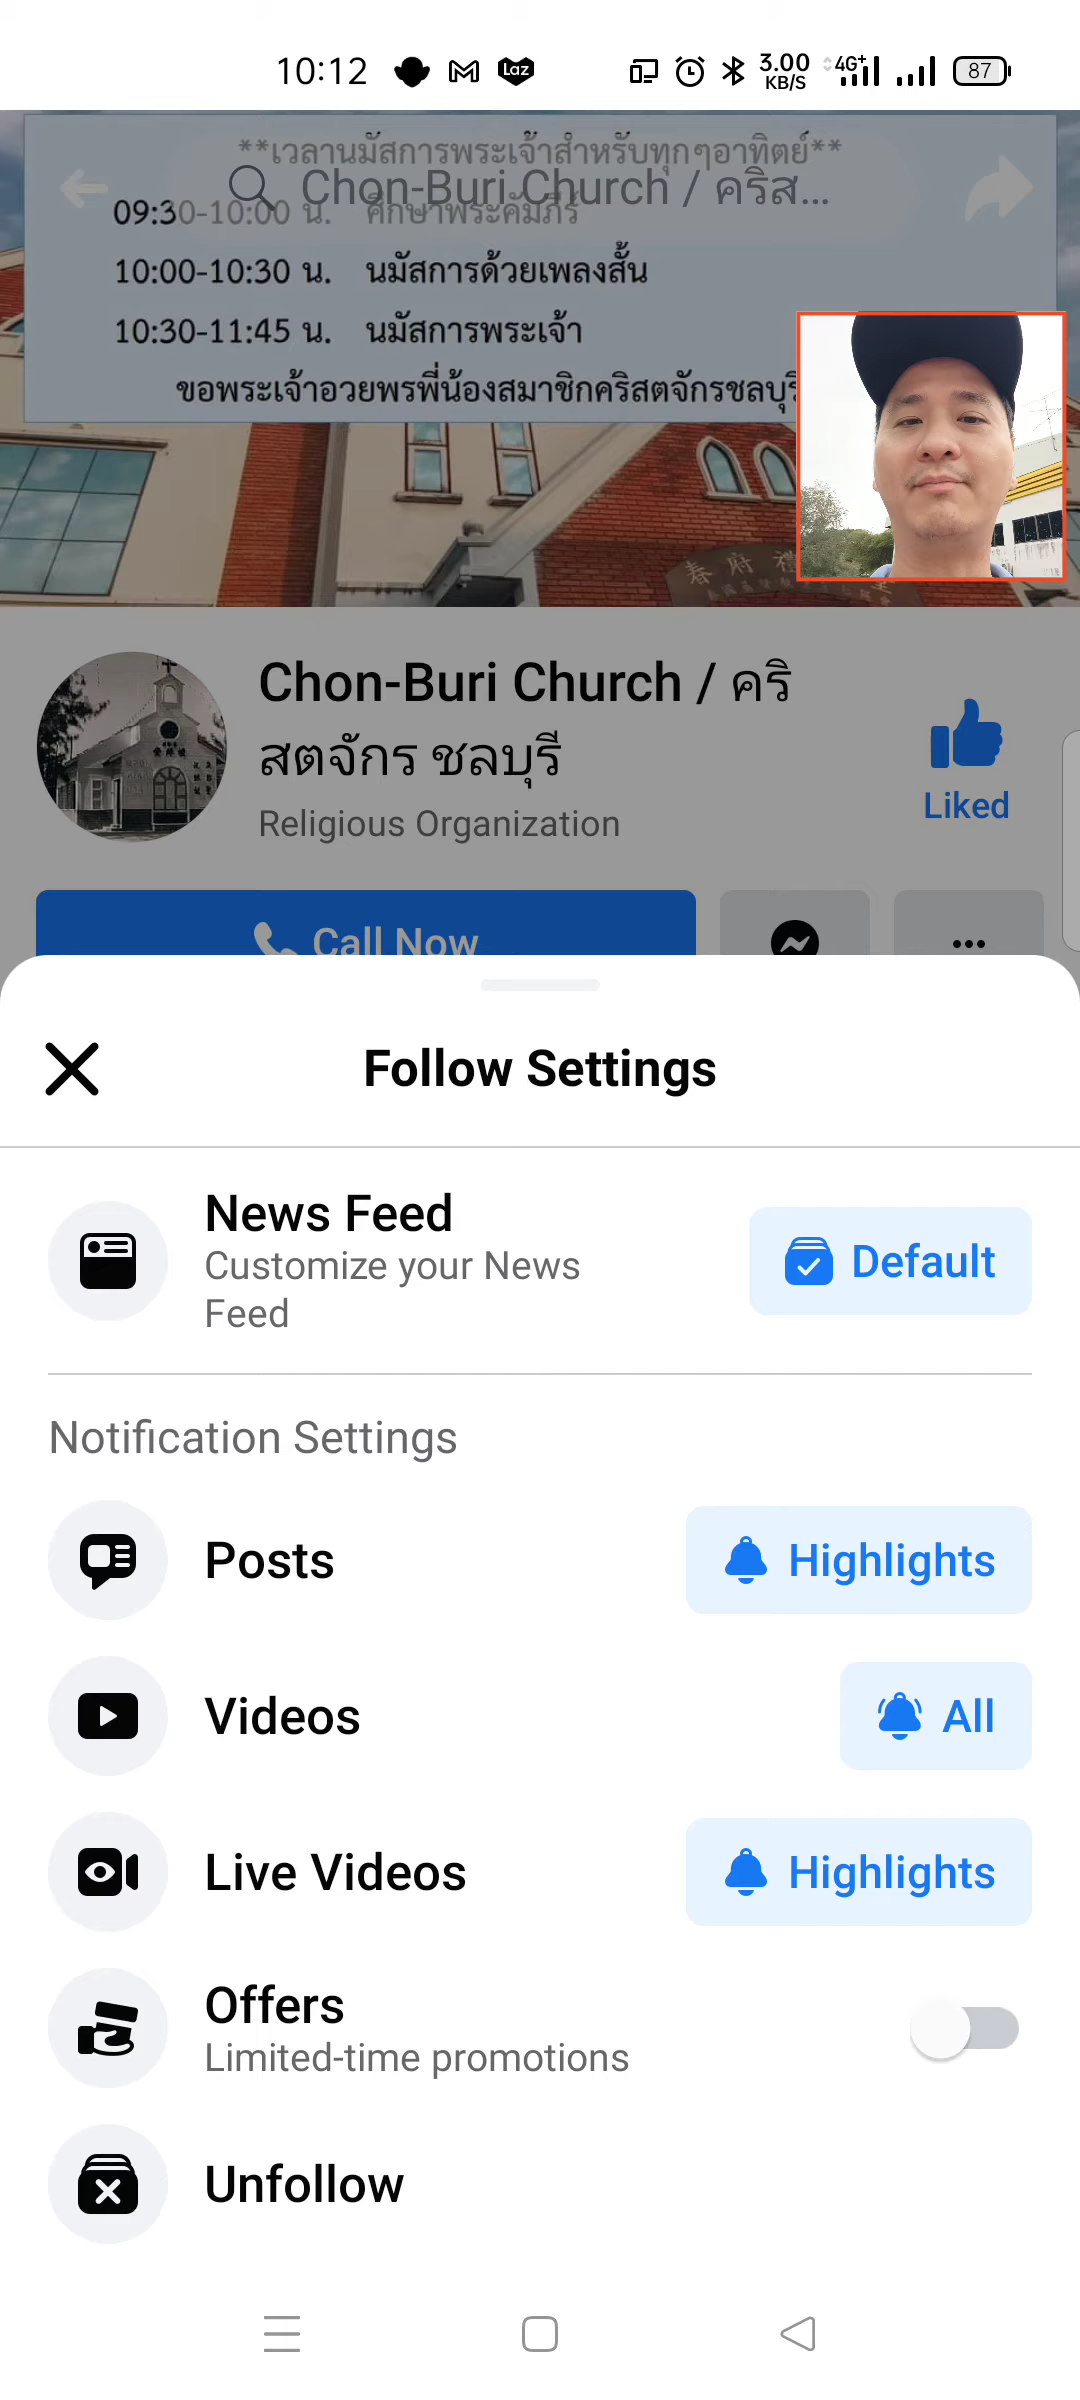 10:12
Laz
3.00
KB/S
4G+
87
**เวลานมัสการพระเจ้าสำหรับทุกๆอาทิตย์**
Chon-Buri Church / คริส...
09:30-10:00 น. ศึกษาพระคัมภีร์
10:00-10:30 น. นมัสการด้วยเพลงสั้น
10:30-11:45 น. นมัสการพระเจ้า
ขอพระเจ้าอวยพรพี่น้องสมาชิกคริสตจักรชลบุรี
春府禮
Chon-Buri Church / คริ
สตจักร ชลบุรี
Religious Organization
Liked
Call Now
Follow Settings
News Feed
Customize your News
Feed
Default
Notification Settings
Posts
Highlights
Videos
All
Live Videos
Highlights
Offers
Limited-time promotions
Unfollow